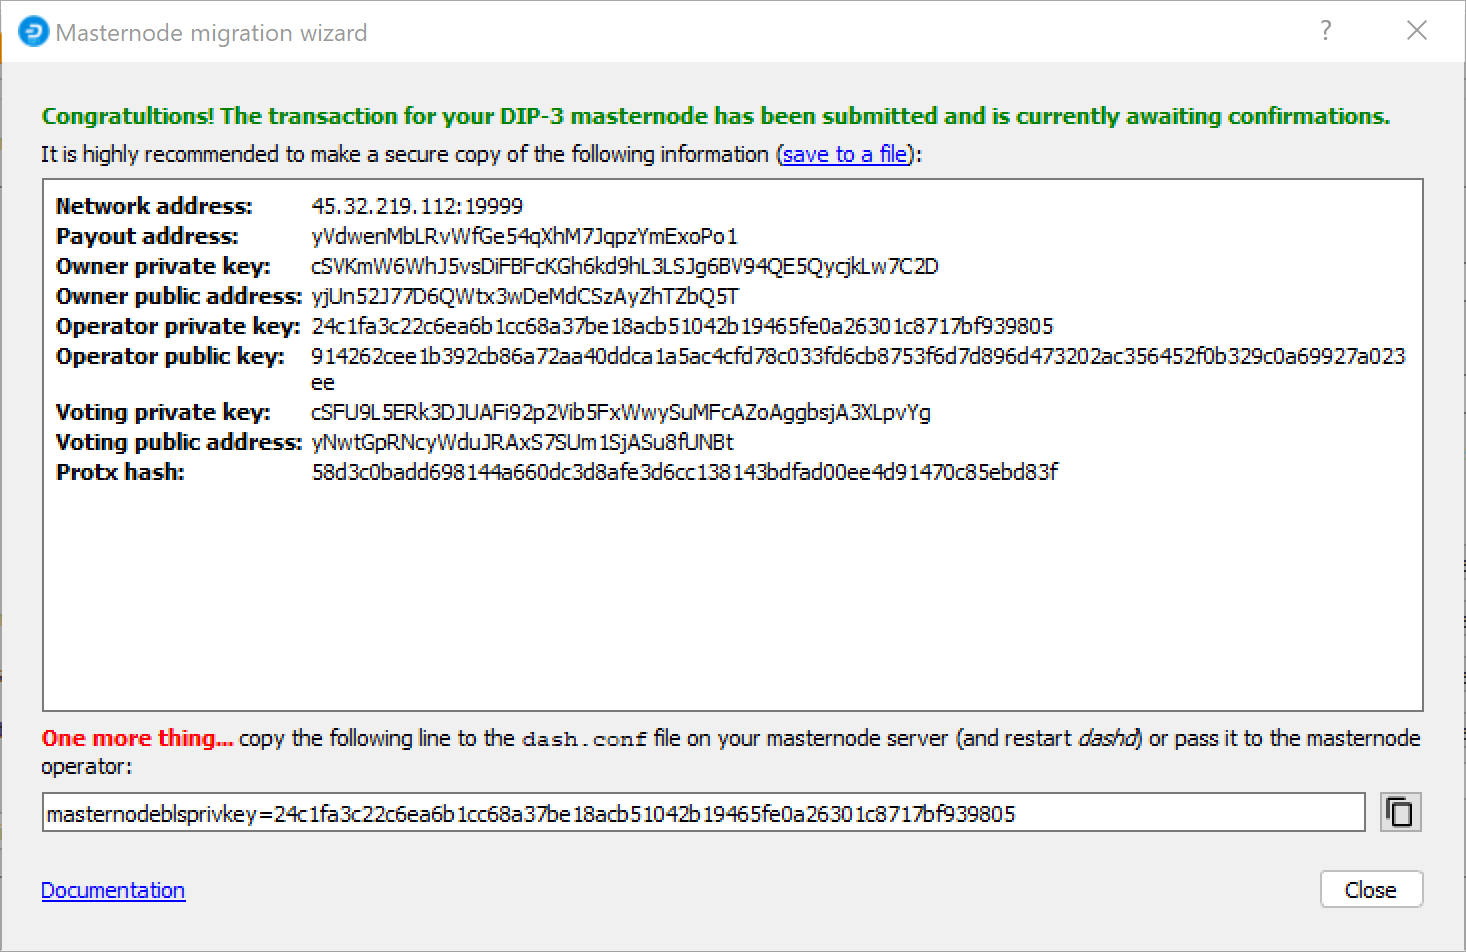 Masternode migration wizard
?
Congratultions! The transaction for your DIP-3 masternode has been submitted and is currently awaiting confirmations.
It is highly recommended to make a secure copy of the following information (save to a file):
Network address: 45.32.219.112:19999
Payout address: yVdwenMbLRvWfGe54qXhM7JqpzYmExoPo1
Owner private key: cSVKmW6WhJ5vsDiFBFcKGh6kd9hL3LSJg6BV94QE5QycjkLw7C2D
Owner public address: yjUn52J77D6QWtx3wDeMdCSzAyZhTZbQ5T
Operator private key: 24c1fa3c22c6ea6b1cc68a37be18acb51042b19465fe0a26301c8717bf939805
Operator public key: 914262cee1b392cb86a72aa40ddca1a5ac4cfd78c033fd6cb8753f6d7d896d473202ac356452f0b329c0a69927a023
ee
Voting private key: cSFU9L5ERk3DJUAFi92p2Vib5FxWwySuMFcAZoAggbsjA3XLpvYg
Voting public address: yNwtGpRNcyWduJRAxS7SUm1SjASu8fUNBt
Protx hash: 58d3c0badd698144a660dc3d8afe3d6cc138143bdfad00ee4d91470c85ebd83f
One more thing... copy the following line to the dash.conf file on your masternode server (and restart dashd) or pass it to the masternode
operator:
masternodeblsprivkey=24c1fa3c22c6ea6b1cc68a37be18acb51042b19465fe0a26301c8717bf939805
Documentation
Close